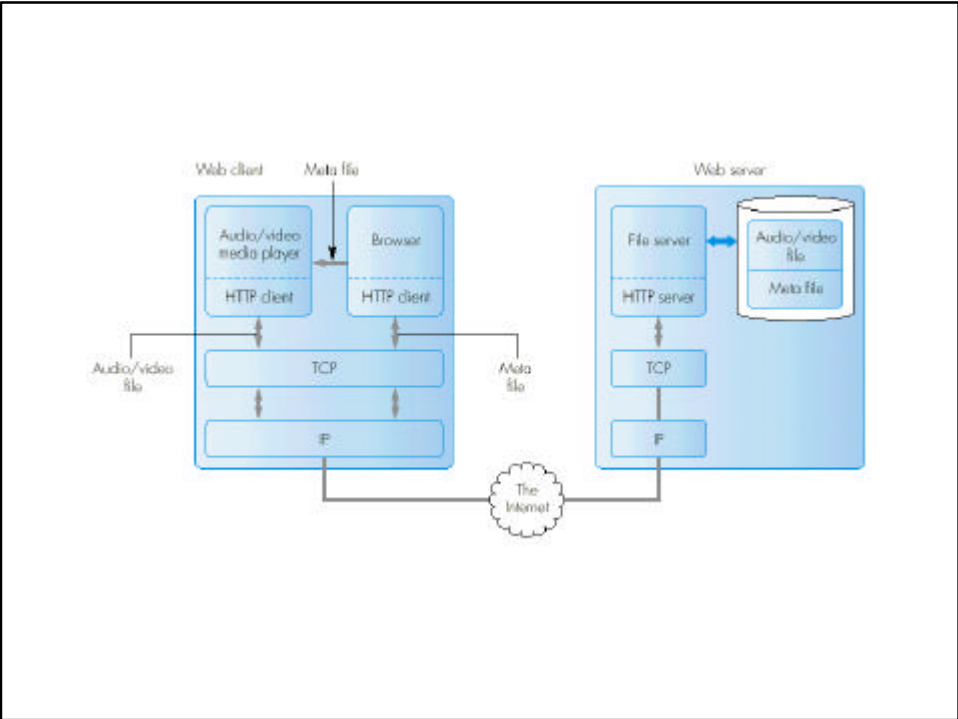 Web client
Meta file
Web server
Audio/video
media player
HTTP client
Browser
HTTP client
File server
HTTP server
Audio/video
file
Meta file
Audio/video
file
TCP
Meta
file
TCP
IP
IP
The
Internet